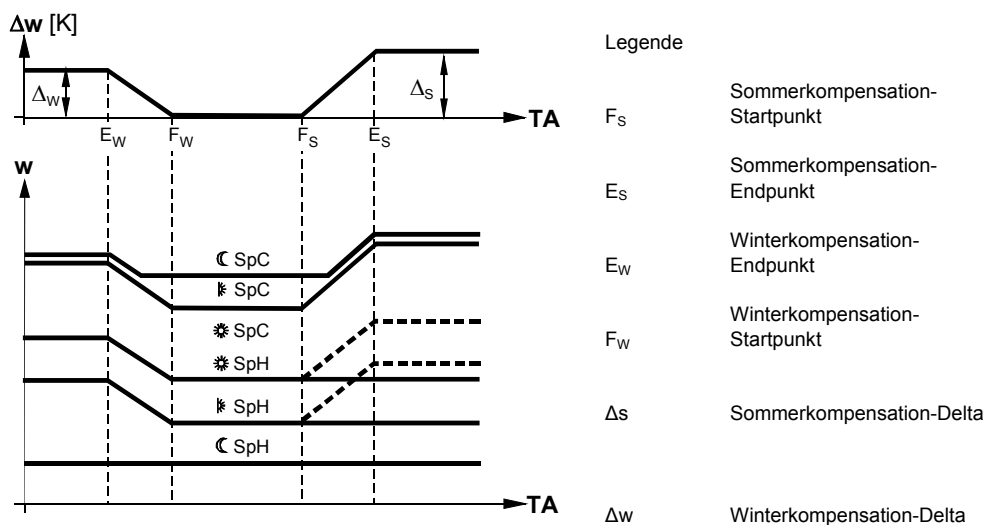 Δw [K]
ΔW
ΔS
TA
EW
FW
FS
ES
w
☾ SpC
SpC
☼ SpC
☼ SpH
SpH
☾ SpH
TA
Legende
FS
Sommerkompensation-
Startpunkt
ES
Sommerkompensation-
Endpunkt
EW
Winterkompensation-
Endpunkt
FW
Winterkompensation-
Startpunkt
Δs
Sommerkompensation-Delta
Δw
Winterkompensation-Delta